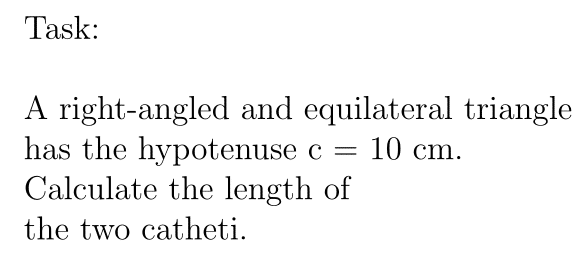 Task:
A right-angled and equilateral triangle
has the hypotenuse c = 10 cm.
Calculate the length of
the two catheti.